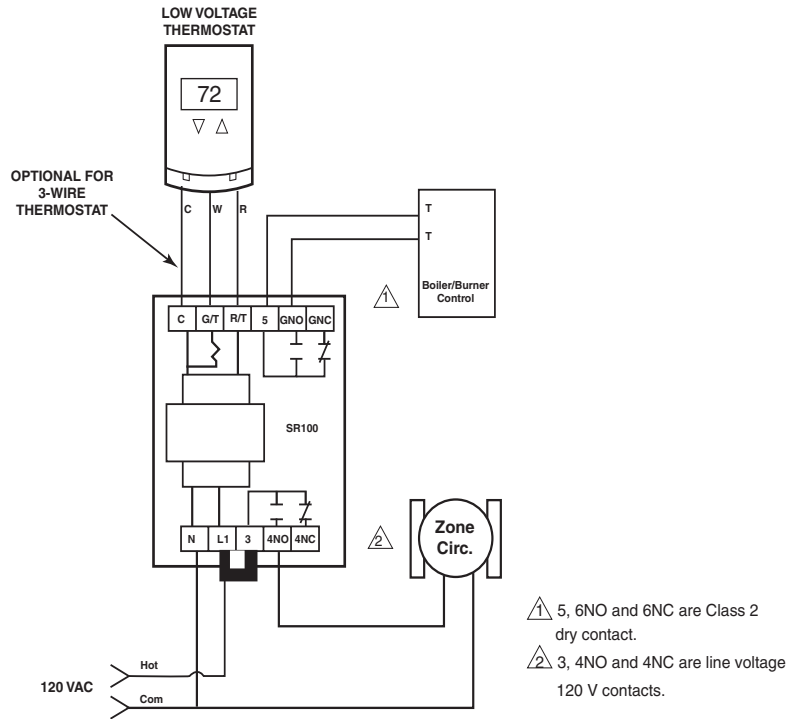 LOW VOLTAGE
THERMOSTAT
72
OPTIONAL FOR
3-WIRE
THERMOSTAT
C W R
T
T
Boiler/Burner
Control
1
C G/T R/T 5 GNO GNC
SR100
N L1 3 4NO 4NC
2
Zone
Circ.
1 5, 6NO and 6NC are Class 2
dry contact.
2 3, 4NO and 4NC are line voltage
120 V contacts.
Hot
120 VAC
Com